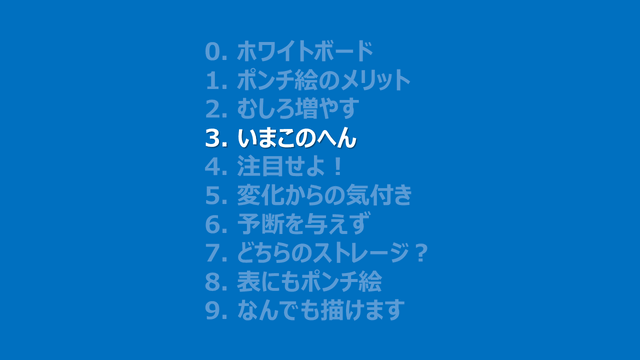 0. ホワイトボード
1. ポンチ絵のメリット
2. むしろ増やす
3. いまこのへん
4. 注目せよ！
5. 変化からの気付き
6. 予断を与えず
7. どちらのストレージ？
8. 表にもポンチ絵
9. なんでも描けます